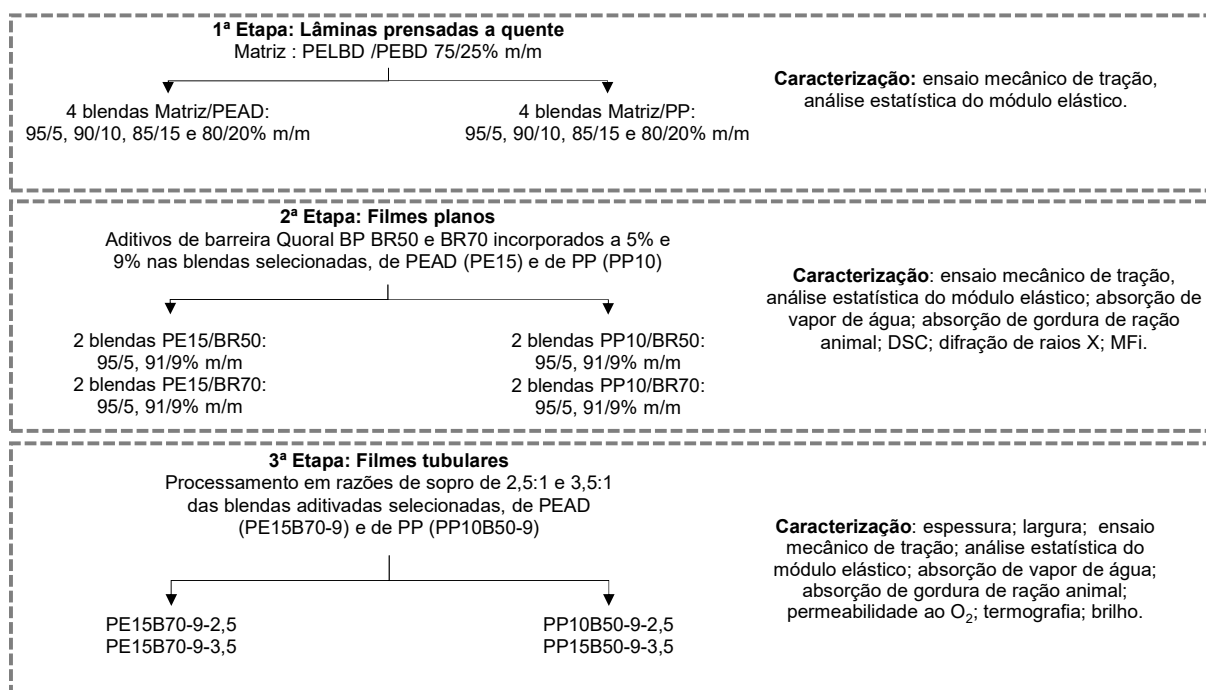 1ª Etapa: Lâminas prensadas a quente
Matriz : PELBD /PEBD 75/25% m/m
4 blendas Matriz/PEAD:
95/5, 90/10, 85/15 e 80/20% m/m
4 blendas Matriz/PP:
95/5, 90/10, 85/15 e 80/20% m/m
Caracterização: ensaio mecânico de tração,
análise estatística do módulo elástico.
2ª Etapa: Filmes planos
Aditivos de barreira Quoral BP BR50 e BR70 incorporados a 5% e
9% nas blendas selecionadas, de PEAD (PE15) e de PP (PP10)
2 blendas PE15/BR50:
95/5, 91/9% m/m
2 blendas PE15/BR70:
95/5, 91/9% m/m
2 blendas PP10/BR50:
95/5, 91/9% m/m
2 blendas PP10/BR70:
95/5, 91/9% m/m
Caracterização: ensaio mecânico de tração,
análise estatística do módulo elástico; absorção de
vapor de água; absorção de gordura de ração
animal; DSC; difração de raios X; MFi.
3ª Etapa: Filmes tubulares
Processamento em razões de sopro de 2,5:1 e 3,5:1
das blendas aditivadas selecionadas, de PEAD
(PE15B70-9) e de PP (PP10B50-9)
PE15B70-9-2,5
PE15B70-9-3,5
PP10B50-9-2,5
PP15B50-9-3,5
Caracterização: espessura; largura; ensaio
mecânico de tração; análise estatística do
módulo elástico; absorção de vapor de água;
absorção de gordura de ração animal;
permeabilidade ao O₂; termografia; brilho.